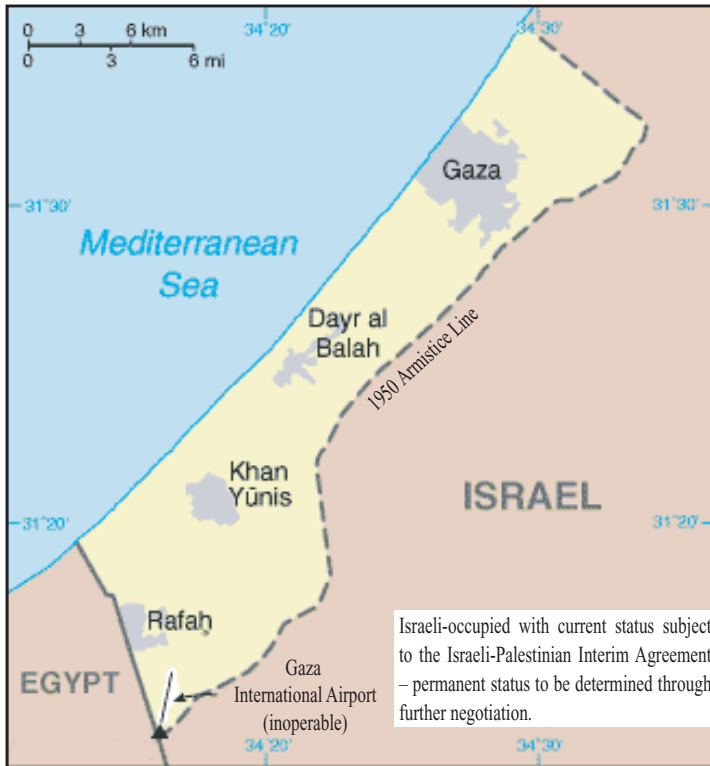 0 3 6 km
0 3 6 mi
34°20'
34°30'
Gaza
31°30'
31°30'
Mediterranean
Sea
Dayr al
Balah
1950 Armistice Line
Khan
Yūnis
ISRAEL
31°20'
31°20'
Rafaḥ
EGYPT
Gaza
International Airport
(inoperable)
Israeli-occupied with current status subject
to the Israeli-Palestinian Interim Agreement
– permanent status to be determined through
further negotiation.
34°20'
34°30'